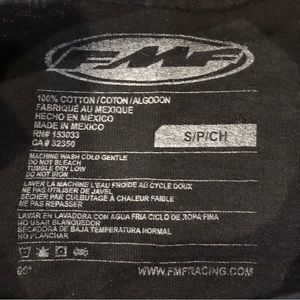 FMF
100% COTTON/COTON/ALGODON
FABRIQUÉ AU MEXIQUE
HECHO EN MEXICO
MADE IN MEXICO
RN# 153033
CA# 32350
S/P/CH
MACHINE WASH COLD GENTLE
DO NOT BLEACH
TUMBLE DRY LOW
DO NOT IRON
LAVER LA MACHINE L'EAU FROIDE AU CYCLE DOUX
NE PAS UTILISER DE JAVEL
SÉCHER PAR CULBUTAGE À CHALEUR FAIBLE
NE PAS REPASSER
LAVAR EN LAVADORA CON AGUA FRIA CICLO DE ROPA FINA
NO USAR BLANQUEDOR
SECADORA DE BAJA TEMPERATURA NORMAL
NO PLANCHAR
WWW.FMFRACING.COM